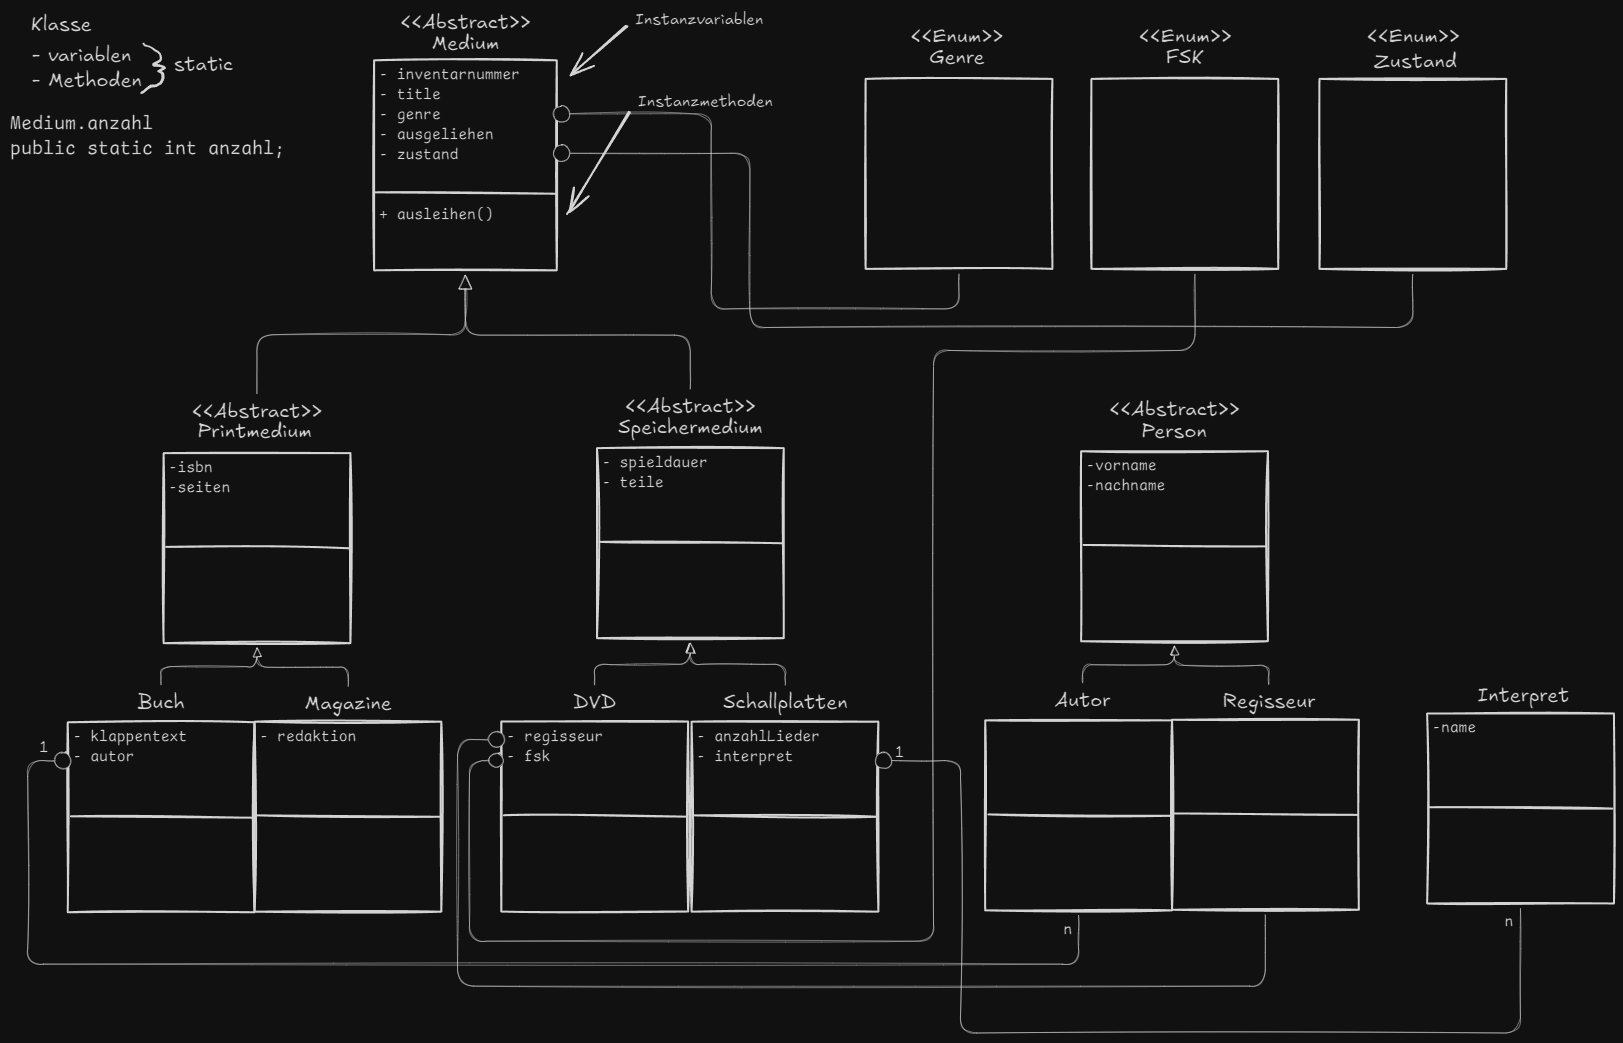 Klasse
- variablen
- Methoden
static
Medium.anzahl
public static int anzahl;
<<Abstract>>
Medium
- inventarnummer
- title
- genre
- ausgeliehen
- zustand
+ ausleihen()
Instanzvariablen
Instanzmethoden
<<Enum>>
Genre
<<Enum>>
FSK
<<Enum>>
Zustand
<<Abstract>>
Printmedium
-isbn
-seiten
<<Abstract>>
Speichermedium
- spieldauer
- teile
<<Abstract>>
Person
-vorname
-nachname
Buch
1
- klappentext
- autor
Magazine
- redaktion
DVD
- regisseur
- fsk
Schallplatten
- anzahlLieder
- interpret
1
Autor
n
Regisseur
Interpret
-name
n